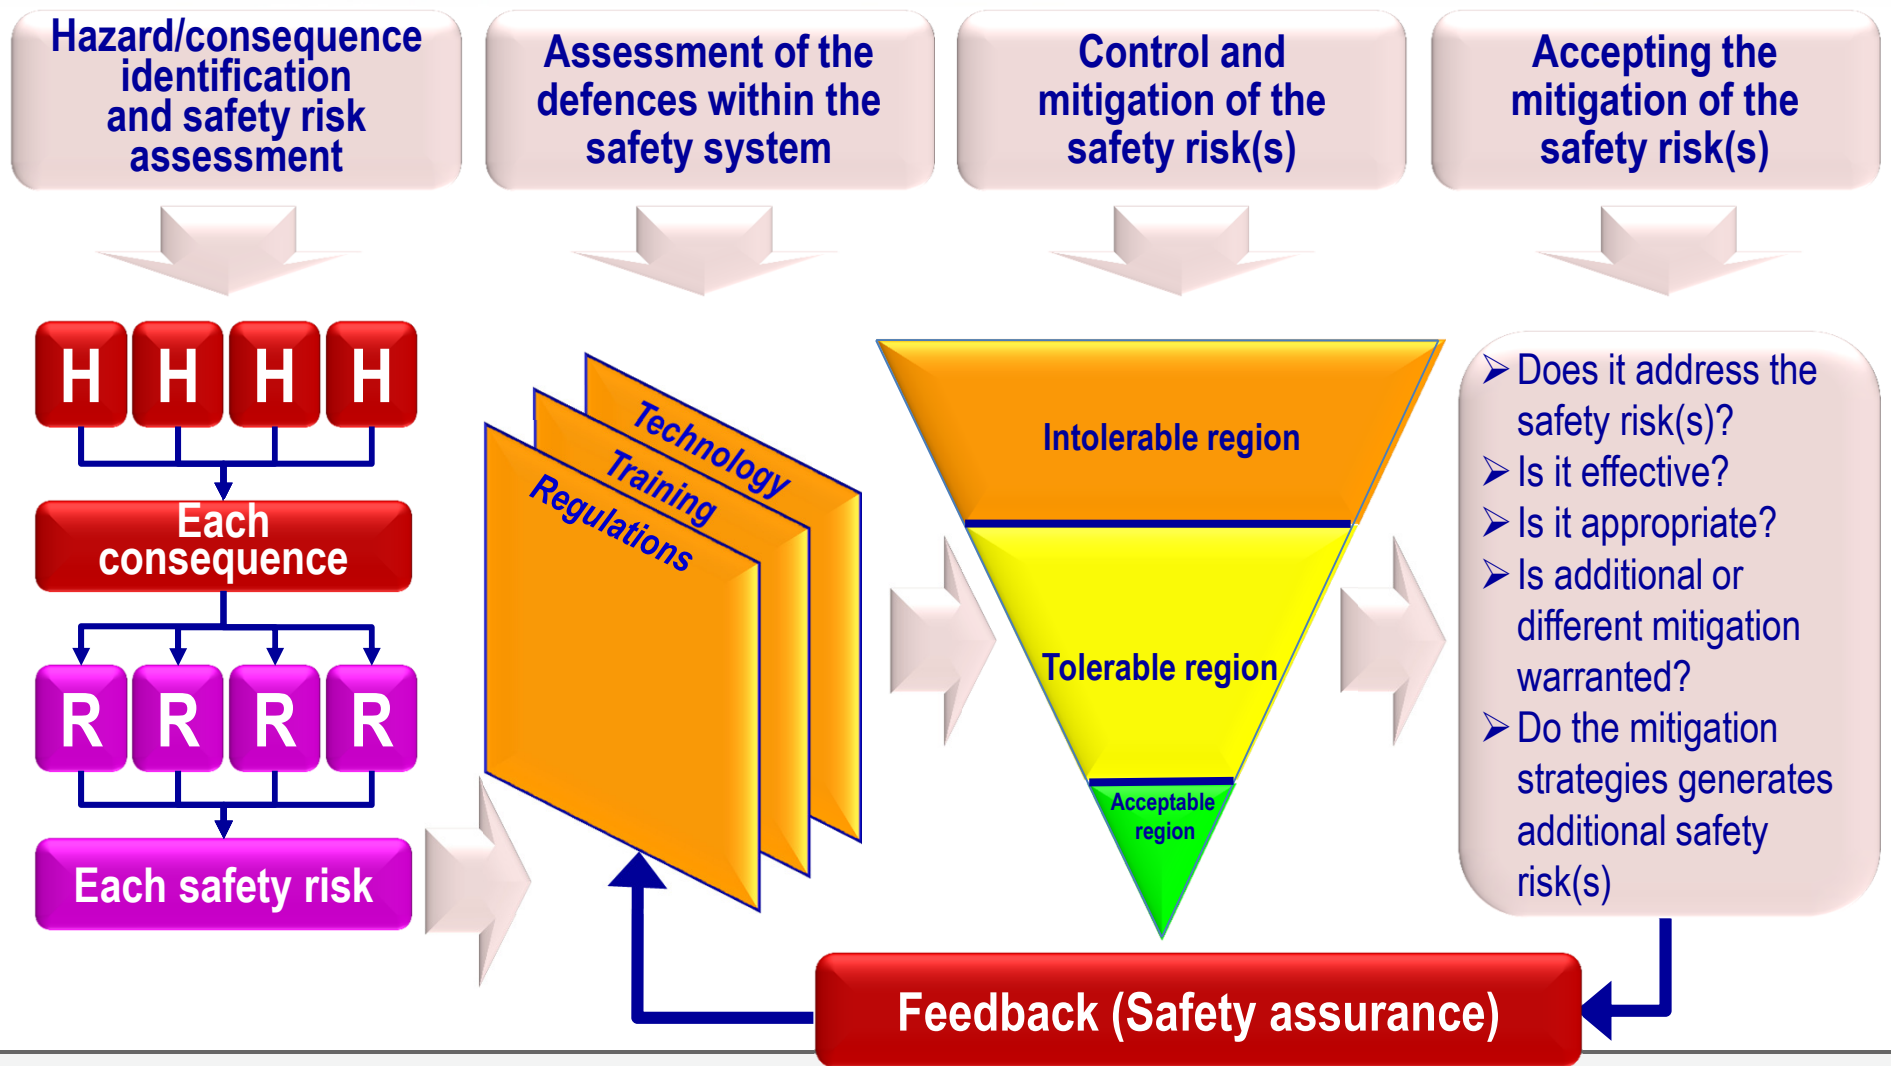 Hazard/consequence
identification
and safety risk
assessment
Assessment of the
defences within the
safety system
Control and
mitigation of the
safety risk(s)
Accepting the
mitigation of the
safety risk(s)
H H H H
Each
consequence
R R R R
Each safety risk
Technology
Training
Regulations
Intolerable region
Tolerable region
Acceptable
region
➢ Does it address the
safety risk(s)?
➢ Is it effective?
➢ Is it appropriate?
➢ Is additional or
different mitigation
warranted?
➢ Do the mitigation
strategies generates
additional safety
risk(s)
Feedback (Safety assurance)